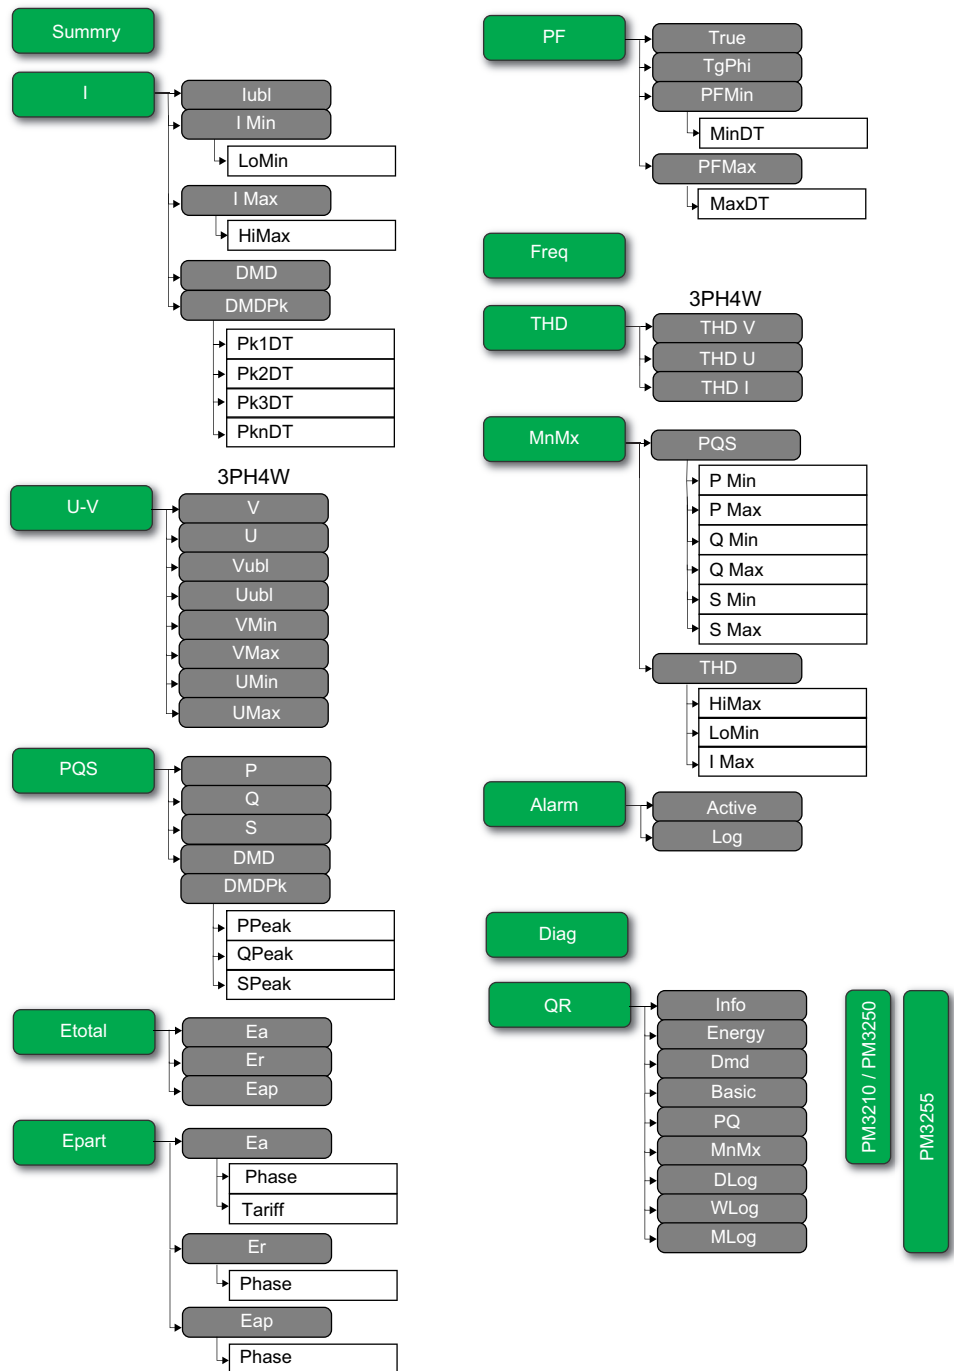 Summry
I
Iubl
I Min
LoMin
I Max
HiMax
DMD
DMDPk
Pk1DT
Pk2DT
Pk3DT
PknDT
3PH4W
U-V
V
U
Vubl
Uubl
VMin
VMax
UMin
UMax
PQS
P
Q
S
DMD
DMDPk
PPeak
QPeak
SPeak
Etotal
Ea
Er
Eap
Epart
Ea
Phase
Tariff
Er
Phase
Eap
Phase
PF
True
TgPhi
PFMin
MinDT
PFMax
MaxDT
Freq
3PH4W
THD
THD V
THD U
THD I
MnMx
PQS
P Min
P Max
Q Min
Q Max
S Min
S Max
THD
HiMax
LoMin
I Max
Alarm
Active
Log
Diag
QR
Info
Energy
Dmd
Basic
PQ
MnMx
DLog
WLog
MLog
PM3210 / PM3250
PM3255